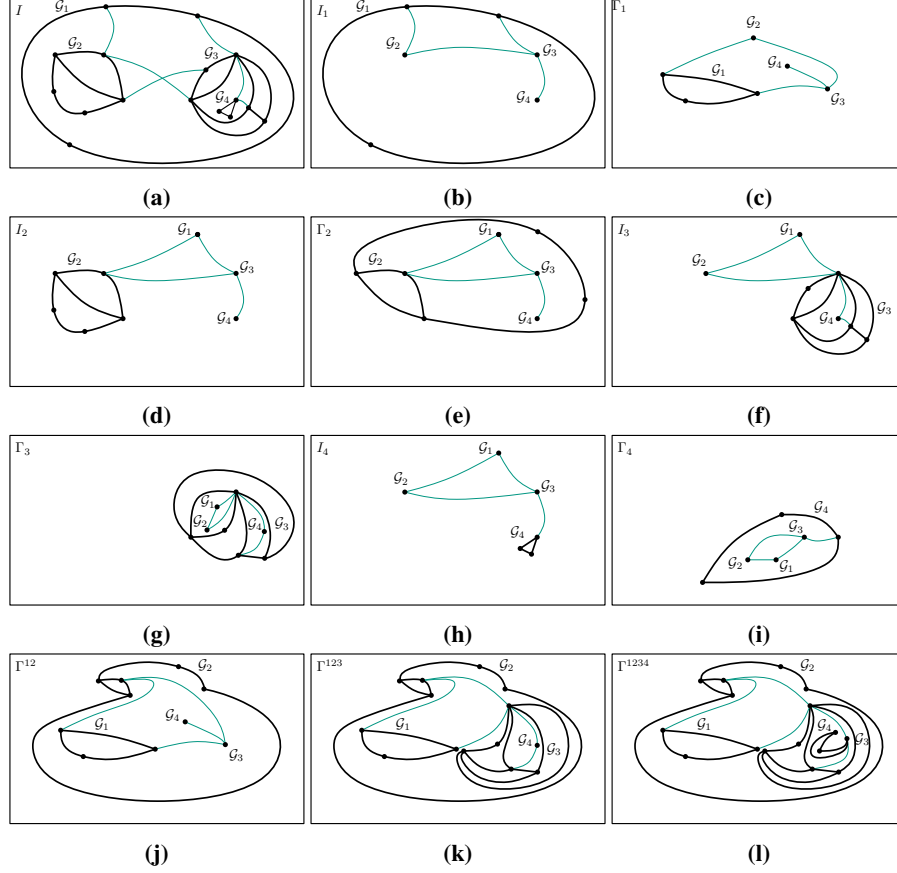 I 𝒢₁ 𝒢₂ 𝒢₃ 𝒢₄
I₁ 𝒢₁ 𝒢₂ 𝒢₃ 𝒢₄
Γ₁ 𝒢₂ 𝒢₄ 𝒢₁ 𝒢₃
(a) (b) (c)
I₂ 𝒢₁ 𝒢₂ 𝒢₃ 𝒢₄
Γ₂ 𝒢₁ 𝒢₂ 𝒢₃ 𝒢₄
I₃ 𝒢₁ 𝒢₂ 𝒢₃ 𝒢₄
(d) (e) (f)
Γ₃ 𝒢₁ 𝒢₂ 𝒢₄ 𝒢₃
I₄ 𝒢₁ 𝒢₂ 𝒢₃ 𝒢₄
Γ₄ 𝒢₄ 𝒢₃ 𝒢₂ 𝒢₁
(g) (h) (i)
Γ¹² 𝒢₂ 𝒢₁ 𝒢₄ 𝒢₃
Γ¹²³ 𝒢₂ 𝒢₁ 𝒢₄ 𝒢₃
Γ¹²³⁴ 𝒢₂ 𝒢₁ 𝒢₄ 𝒢₃
(j) (k) (l)